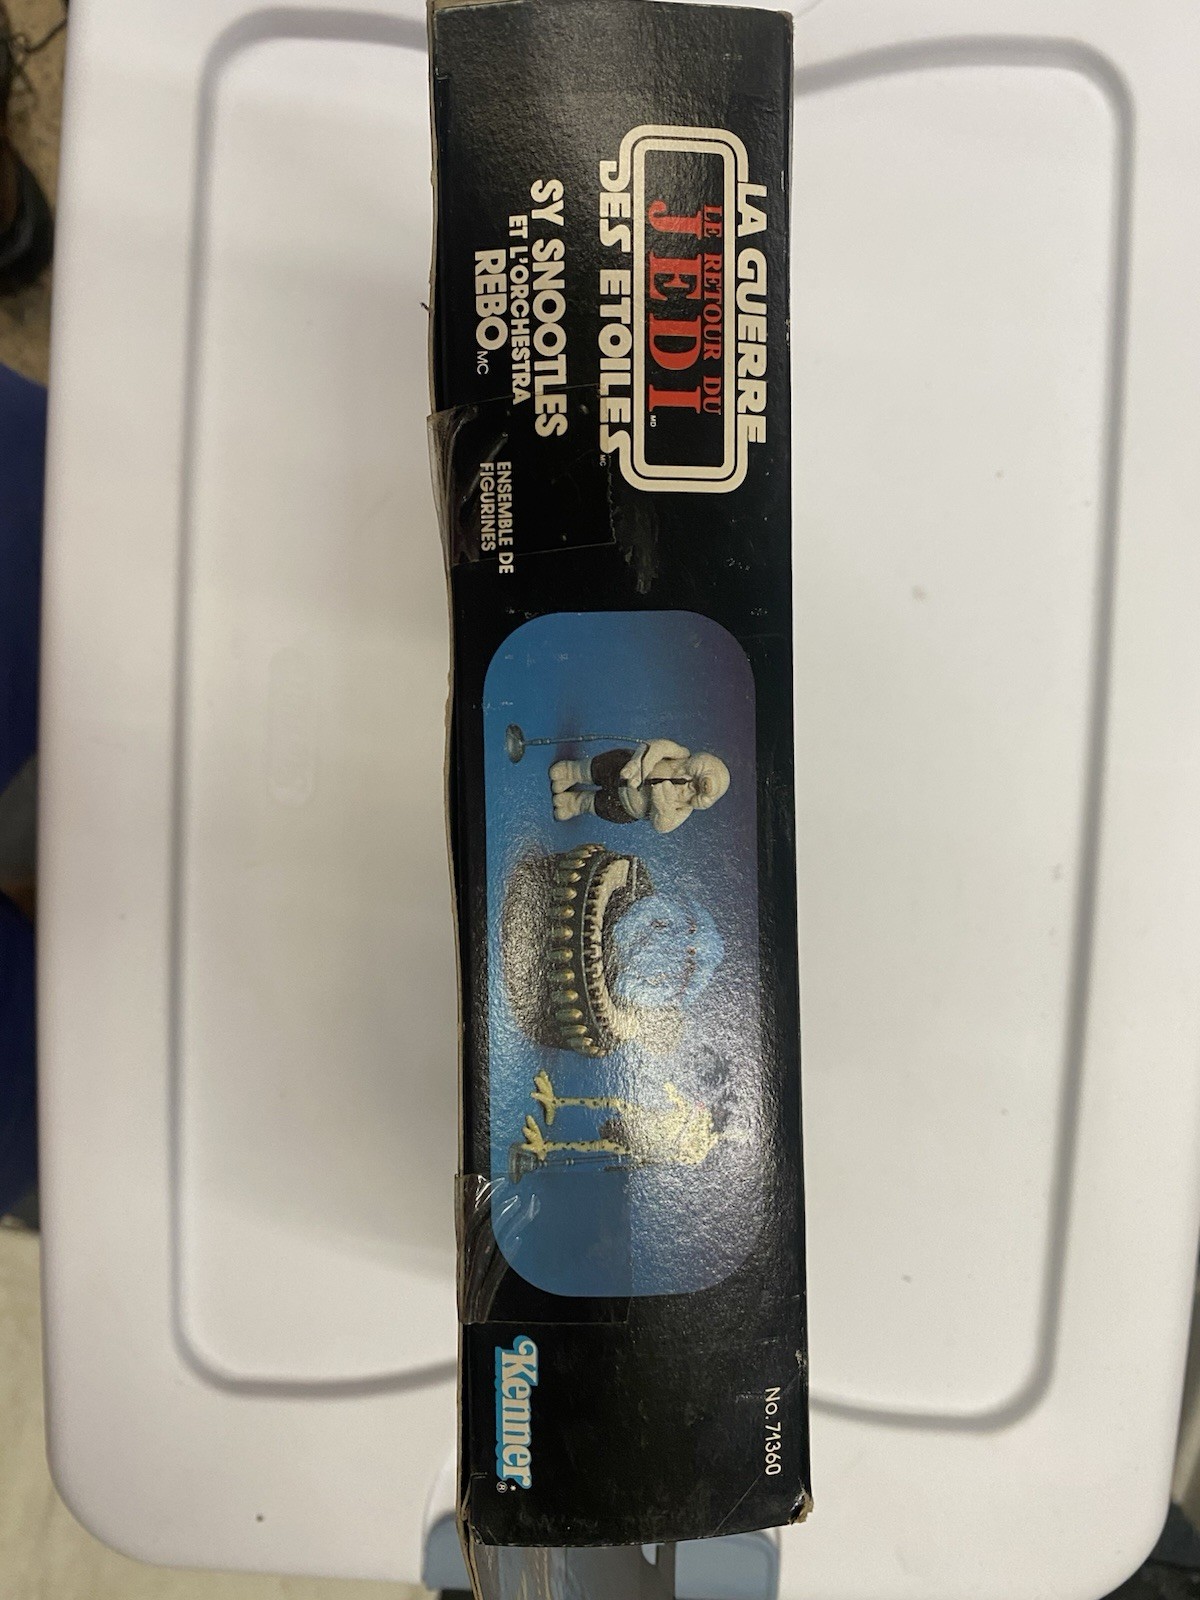 LA GUERRE
LE RETOUR DU
JEDI MD
DES ETOILES MC
SY SNOOTLES
ET L'ORCHESTRA
REBO MC
ENSEMBLE DE
FIGURINES
No. 71360
Kenner®